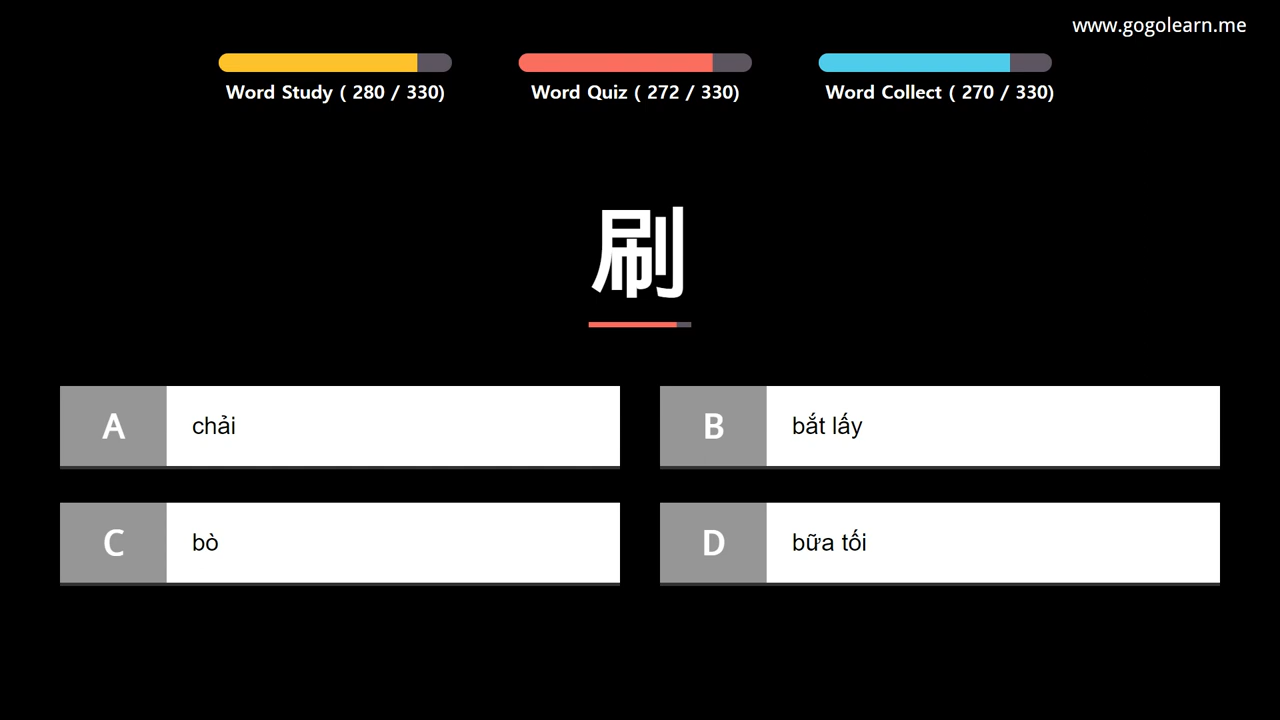 www.gogolearn.me
Word Study ( 280 / 330)
Word Quiz ( 272 / 330)
Word Collect ( 270 / 330)
刷
A chải
B bắt lấy
C bò
D bữa tối